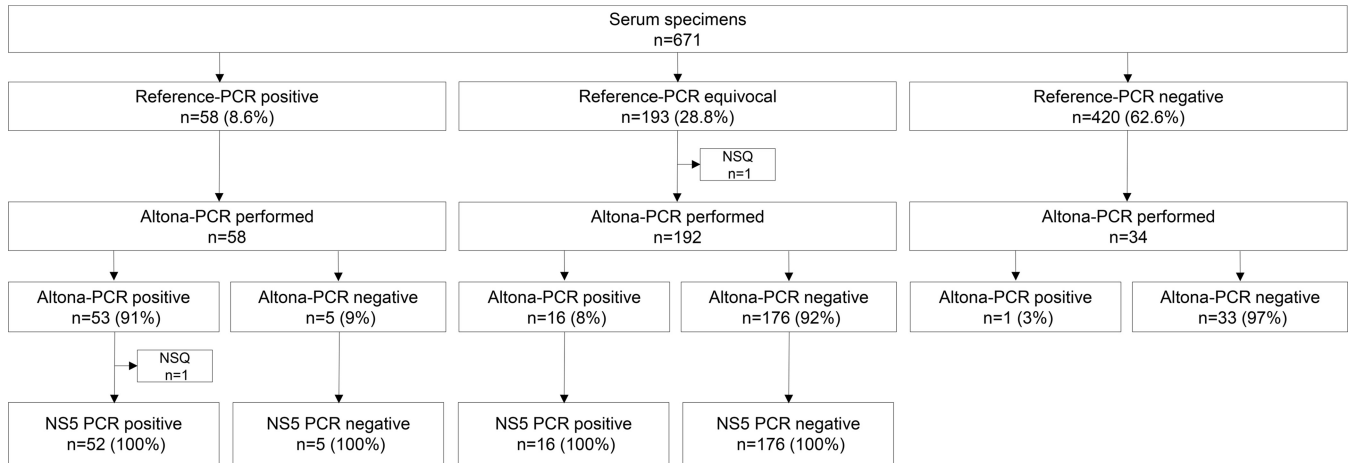 Serum specimens
n=671
Reference-PCR positive
n=58 (8.6%)
Reference-PCR equivocal
n=193 (28.8%)
Reference-PCR negative
n=420 (62.6%)
NSQ
n=1
Altona-PCR performed
n=58
Altona-PCR performed
n=192
Altona-PCR performed
n=34
Altona-PCR positive
n=53 (91%)
Altona-PCR negative
n=5 (9%)
Altona-PCR positive
n=16 (8%)
Altona-PCR negative
n=176 (92%)
Altona-PCR positive
n=1 (3%)
Altona-PCR negative
n=33 (97%)
NSQ
n=1
NS5 PCR positive
n=52 (100%)
NS5 PCR negative
n=5 (100%)
NS5 PCR positive
n=16 (100%)
NS5 PCR negative
n=176 (100%)